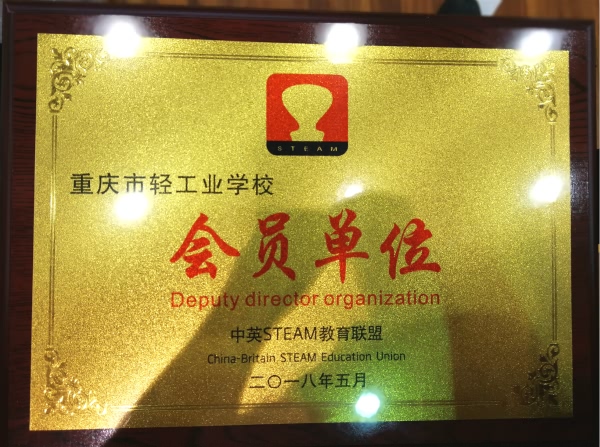 STEAM
重庆市轻工业学校
会员单位
Deputy director organization
中英STEAM教育联盟
China-Britain STEAM Education Union
二〇一八年五月